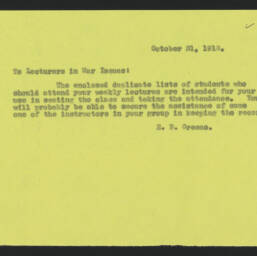 October 21, 1918.
To Lecturers in War Issues:
The enclosed duplicate lists of students who
should attend your weekly lectures are intended for your
use in seating the class and taking the attendance. You
will probably be able to secure the assistance of some
one of the instructors in your group in keeping the recor
E. B. Greene.